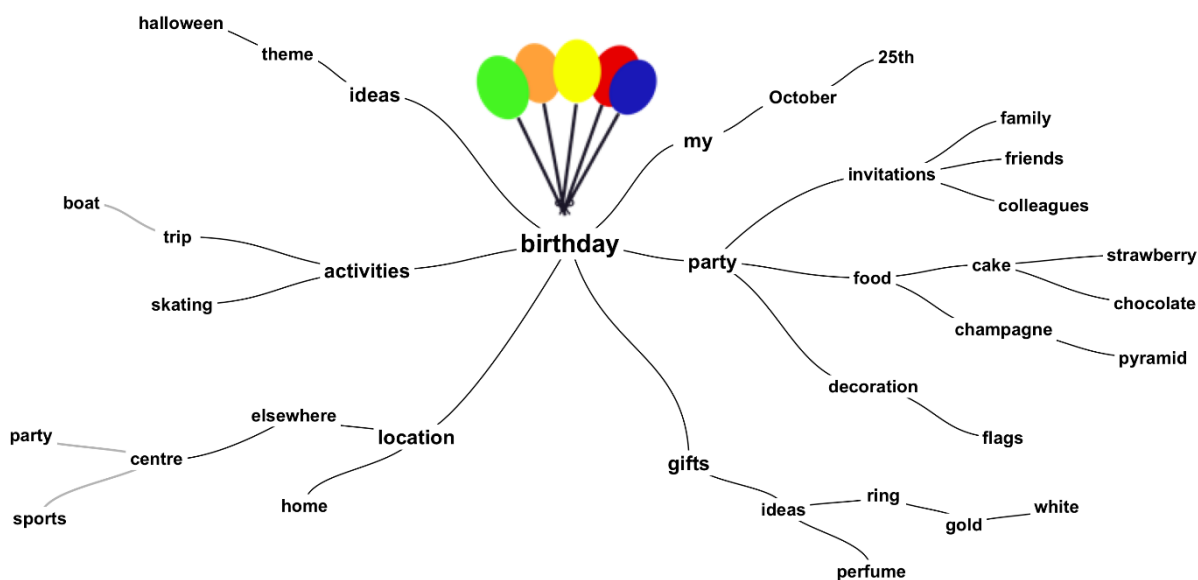 halloween
theme
ideas
25th
October
my
family
friends
invitations
colleagues
boat
trip
activities
skating
birthday
party
strawberry
cake
food
chocolate
champagne
pyramid
decoration
flags
elsewhere
location
party
centre
sports
home
gifts
ideas
ring
gold
white
perfume